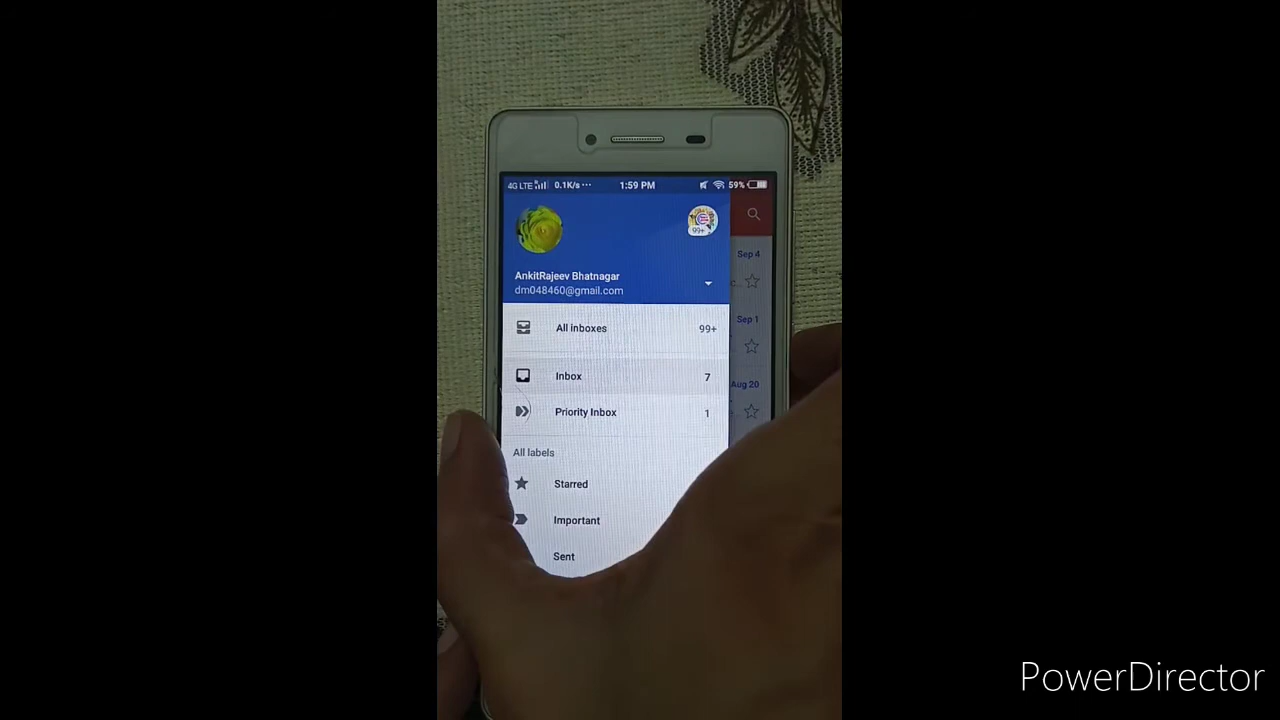 4G LTE 0.1K/s ··· 1:59 PM 59%
99+
Sep 4
AnkitRajeev Bhatnagar
dm048460@gmail.com
All inboxes 99+
Sep 1
Inbox 7
Aug 20
Priority Inbox 1
All labels
Starred
Important
Sent
PowerDirector